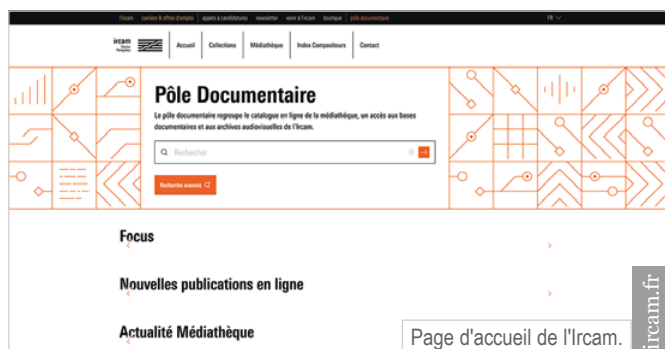 l'ircam carrière & offres d'emploi appels à candidatures newsletter venir à l'ircam boutique pôle documentaire FR
ircam
Centre
Pompidou
Accueil Collections Médiathèque Index Compositeurs Contact
Pôle Documentaire
Le pôle documentaire regroupe le catalogue en ligne de la médiathèque, un accès aux bases
documentaires et aux archives audiovisuelles de l'Ircam.
Rechercher
Recherche avancée
Focus
Nouvelles publications en ligne
Actualité Médiathèque
Page d'accueil de l'Ircam.
ircam.fr